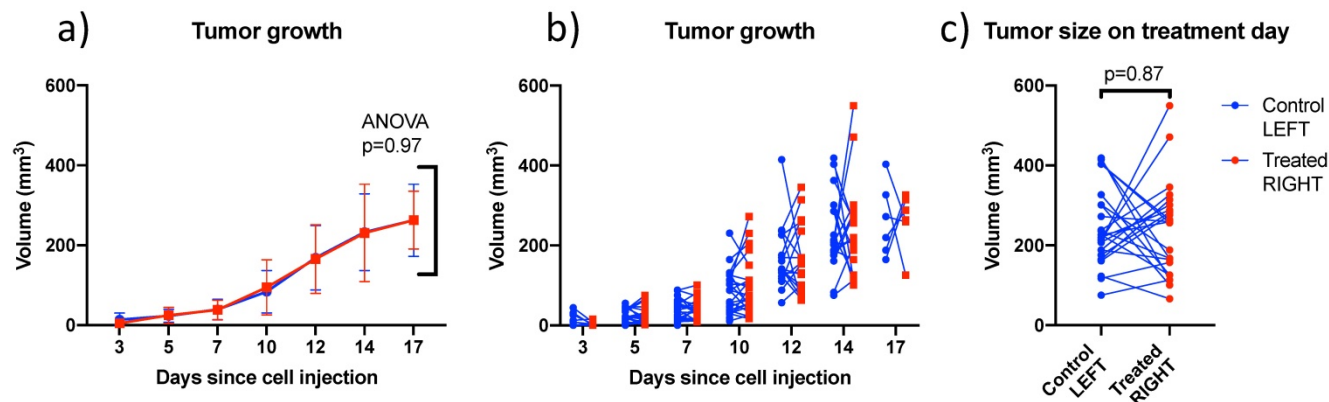 a)
Tumor growth
600
400
200
0
Volume (mm³)
ANOVA
p=0.97
3 5 7 10 12 14 17
Days since cell injection
b)
Tumor growth
600
400
200
0
Volume (mm³)
3 5 7 10 12 14 17
Days since cell injection
c)
Tumor size on treatment day
p=0.87
600
400
200
0
Volume (mm³)
Control
LEFT
Treated
RIGHT
Control
LEFT
Treated
RIGHT